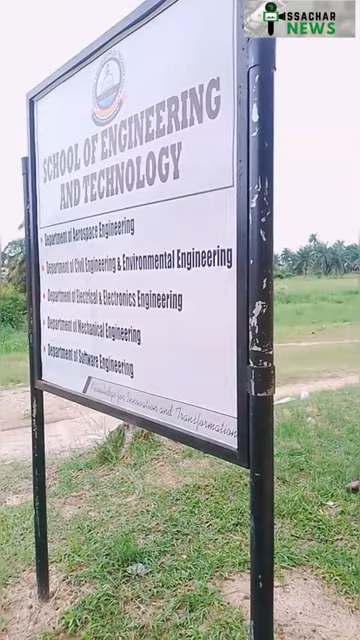 ISSACHAR
NEWS
SCHOOL OF ENGINEERING
AND TECHNOLOGY
Department of Aerospace Engineering
Department of Civil Engineering & Environmental Engineering
Department of Electrical & Electronics Engineering
Department of Mechanical Engineering
Department of Software Engineering
Knowledge for Innovation and Transformation